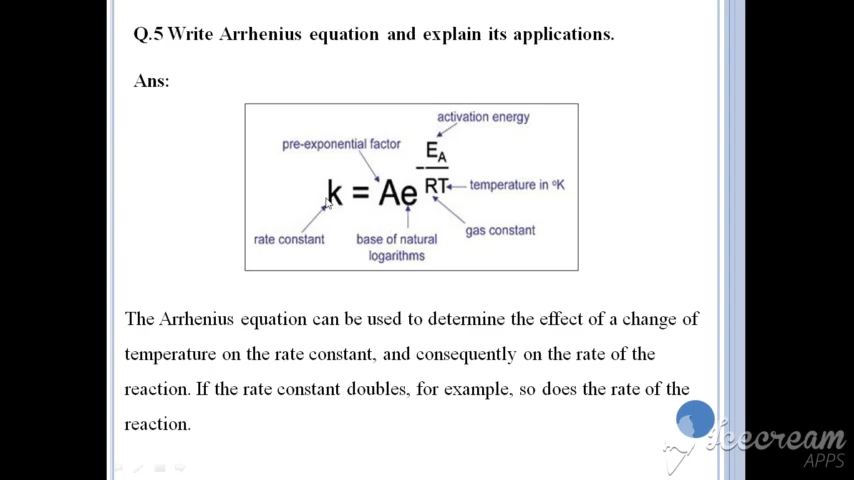 Q.5 Write Arrhenius equation and explain its applications.
Ans:
activation energy
pre-exponential factor
k = Ae^(-E_A/RT)
temperature in °K
gas constant
rate constant
base of natural
logarithms
The Arrhenius equation can be used to determine the effect of a change of
temperature on the rate constant, and consequently on the rate of the
reaction. If the rate constant doubles, for example, so does the rate of the
reaction.
Icecream
APPS